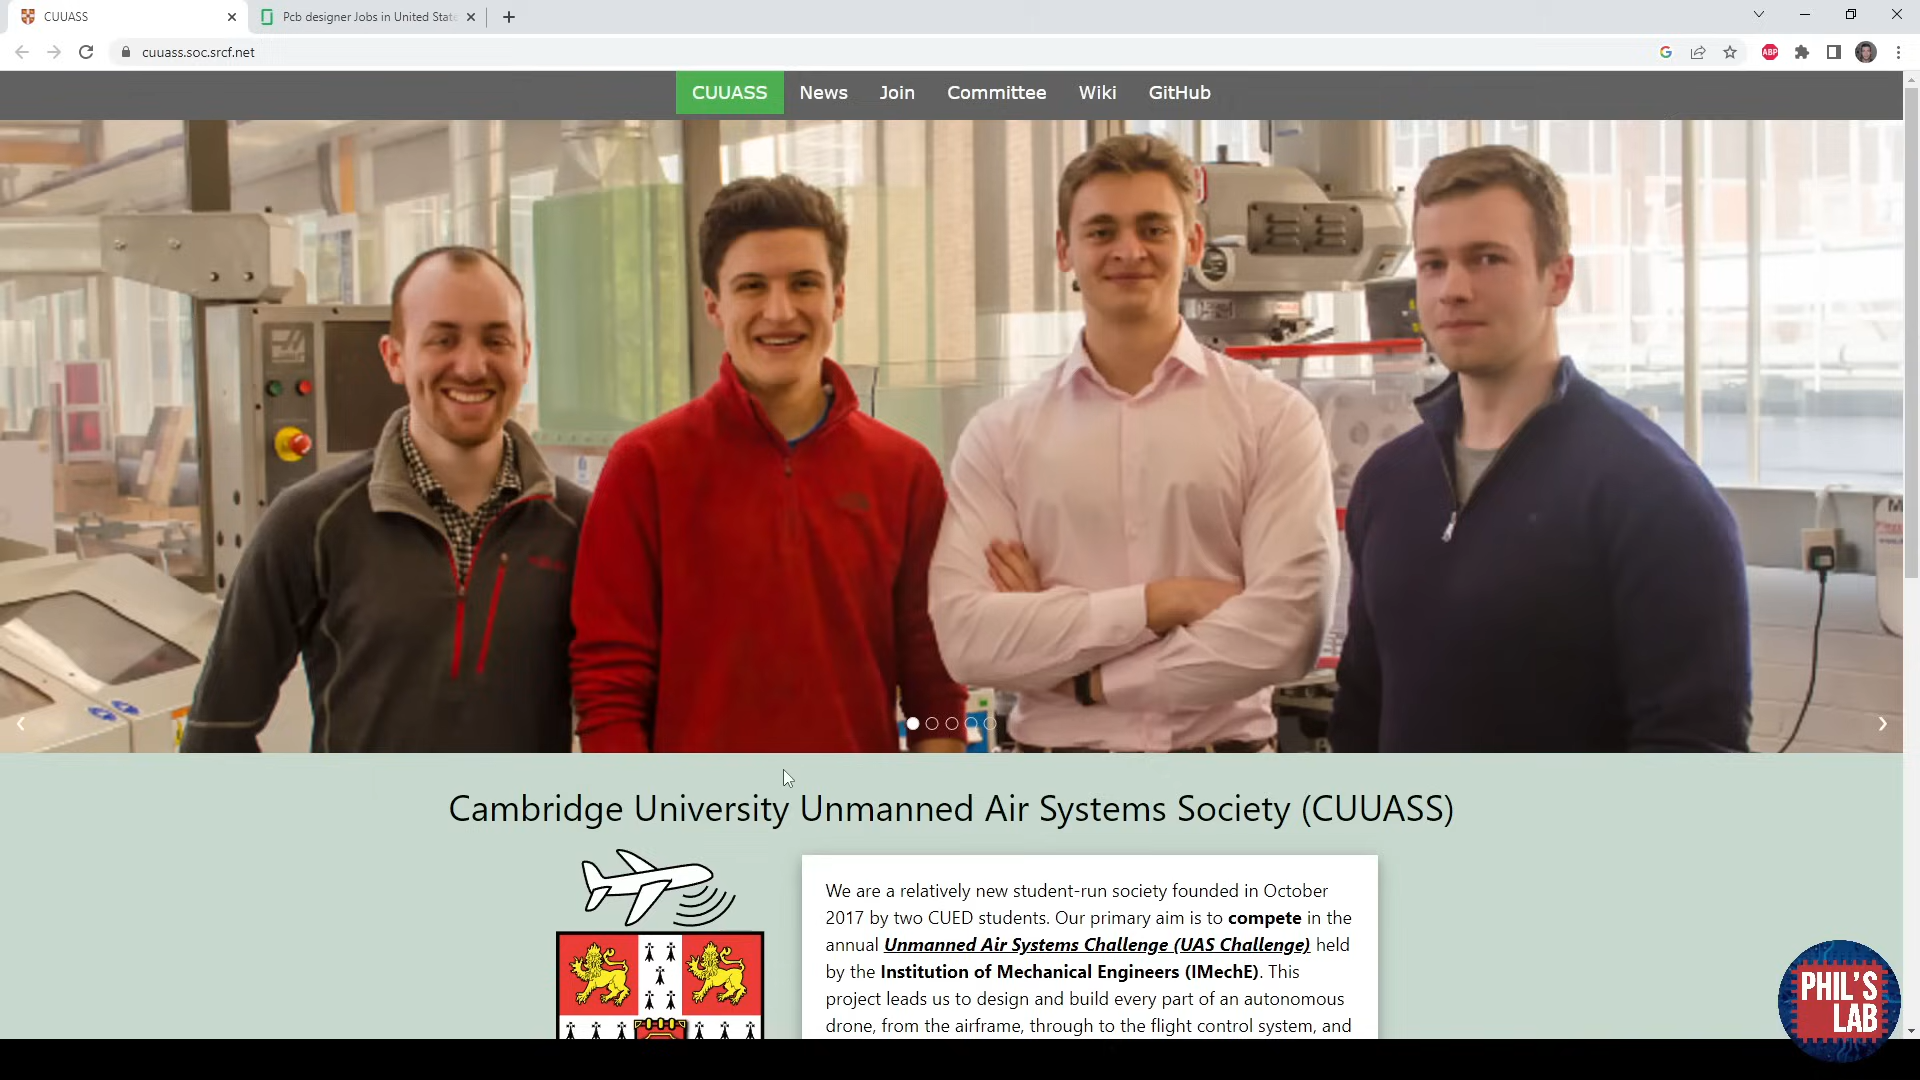 CUUASS
Pcb designer Jobs in United State
cuuass.soc.srcf.net
ABP
CUUASS News Join Committee Wiki GitHub
Cambridge University Unmanned Air Systems Society (CUUASS)
We are a relatively new student-run society founded in October
2017 by two CUED students. Our primary aim is to compete in the
annual Unmanned Air Systems Challenge (UAS Challenge) held
by the Institution of Mechanical Engineers (IMechE). This
project leads us to design and build every part of an autonomous
drone, from the airframe, through to the flight control system, and
PHIL'S
LAB